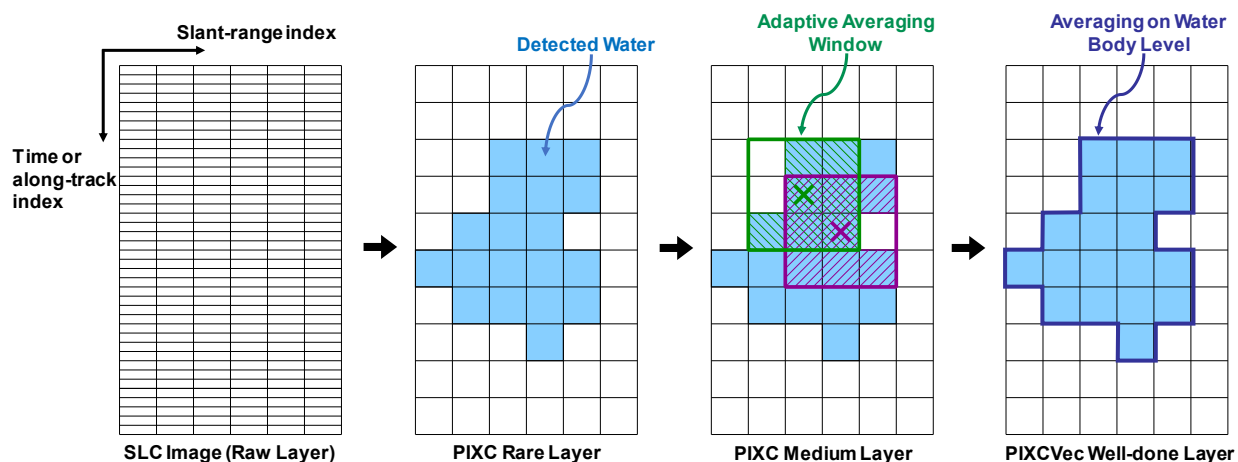 Slant-range index
Time or
along-track
index
SLC Image (Raw Layer)
Detected Water
PIXC Rare Layer
Adaptive Averaging
Window
PIXC Medium Layer
Averaging on Water
Body Level
PIXCVec Well-done Layer